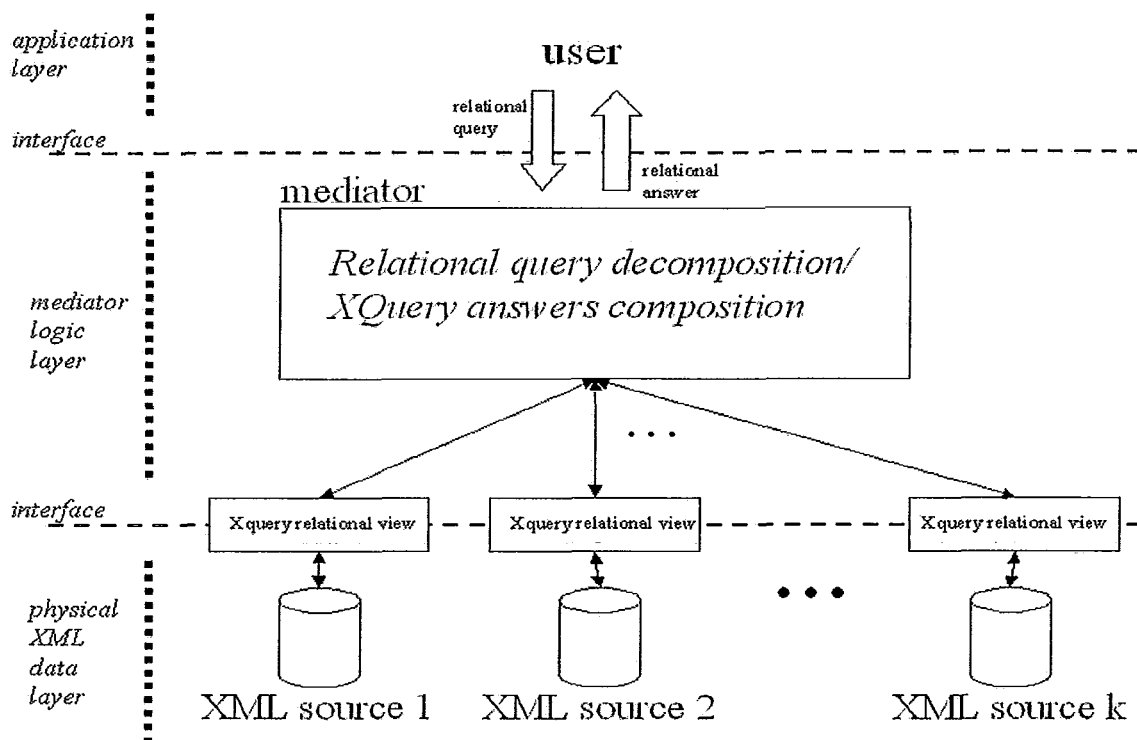 application
layer
user
relational
query
interface
relational
answer
mediator
Relational query decomposition/
XQuery answers composition
mediator
logic
layer
. . .
interface
Xquery relational view
Xquery relational view
Xquery relational view
physical
XML
data
layer
XML source 1
XML source 2
XML source k